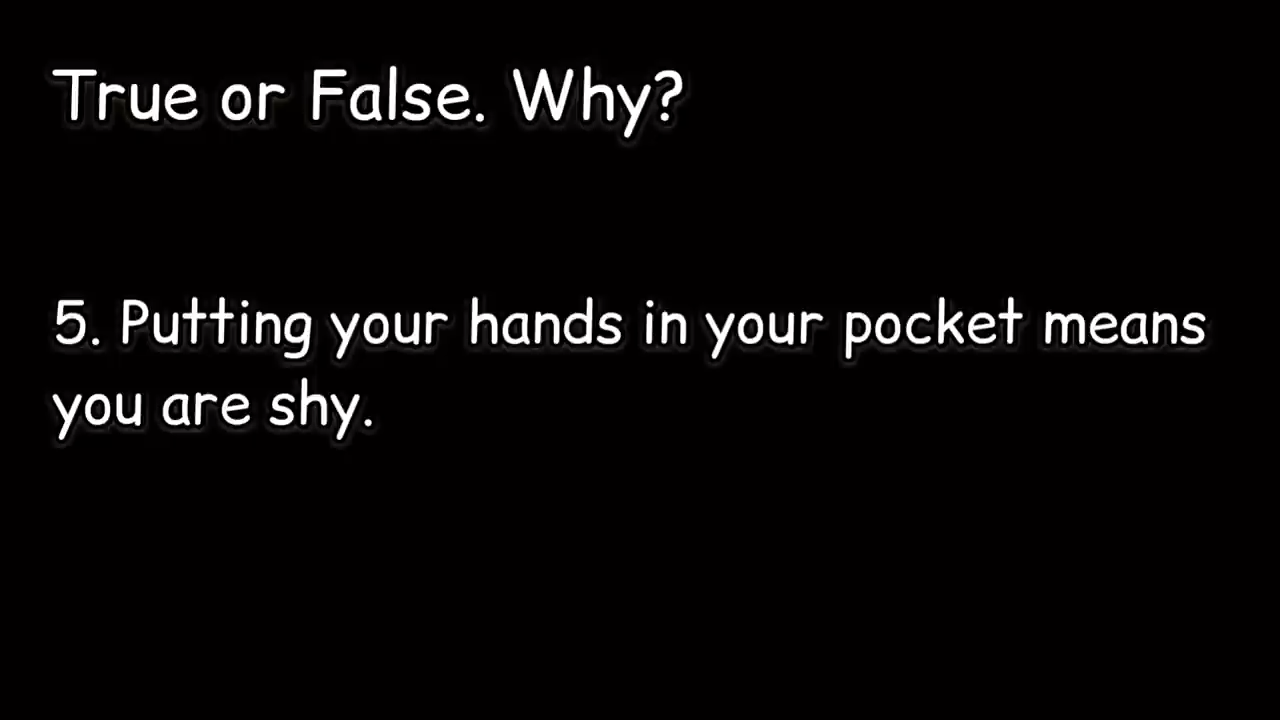 True or False. Why?
5. Putting your hands in your pocket means
you are shy.